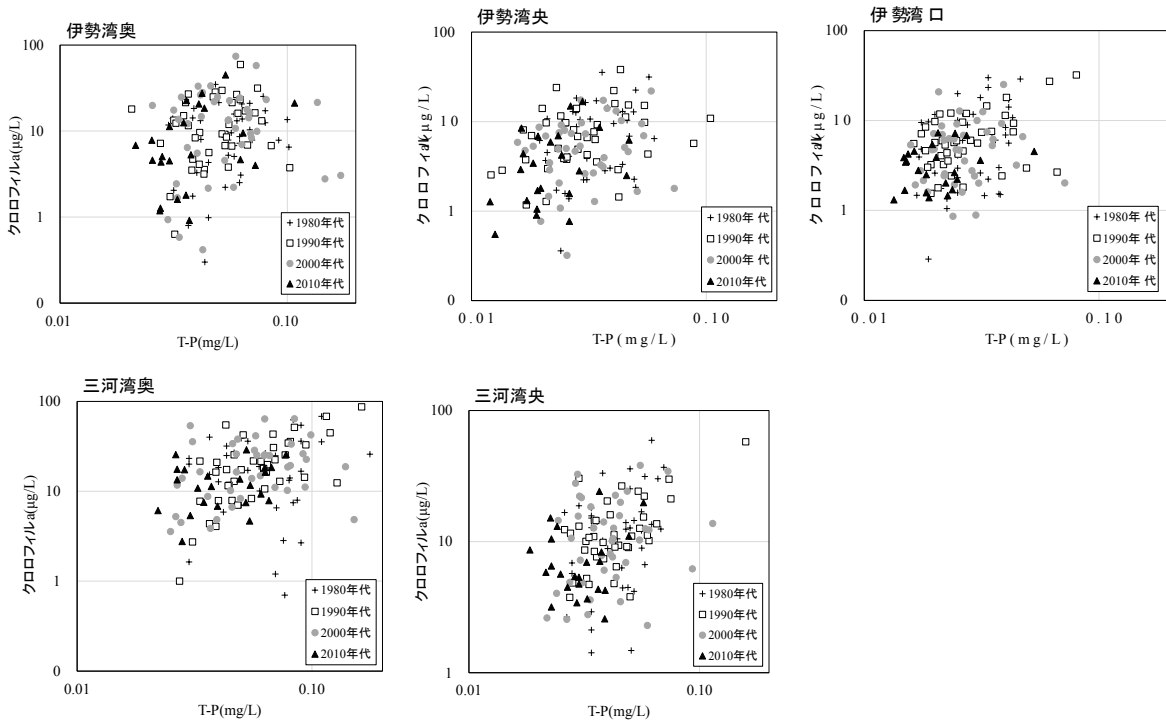 伊勢湾奥
100
10
1
0
0.01
0.10
クロロフィルa(μg/L)
T-P(mg/L)
+1980年代
□1990年代
●2000年代
▲2010年代
伊勢湾央
100
10
1
0
0.01
0.10
T-P(mg/L)
+1980年代
□1990年代
●2000年代
▲2010年代
伊勢湾口
100
10
1
0
0.01
0.10
T-P(mg/L)
+1980年代
□1990年代
●2000年代
▲2010年代
三河湾奥
100
10
1
0
0.01
0.10
クロロフィルa(μg/L)
T-P(mg/L)
+1980年代
□1990年代
●2000年代
▲2010年代
三河湾央
100
10
1
0.01
0.10
クロロフィルa(μg/L)
T-P(mg/L)
+1980年代
□1990年代
●2000年代
▲2010年代